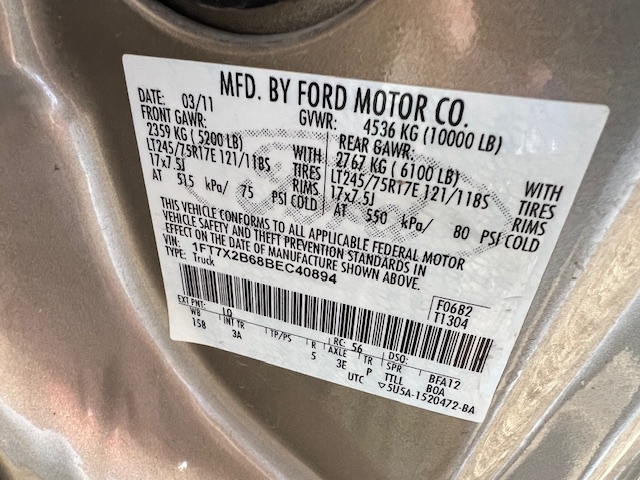 MFD. BY FORD MOTOR CO.
DATE: 03/11 GVWR: 4536 KG (10000 LB)
FRONT GAWR: REAR GAWR:
2359 KG (5200 LB) WITH 2767 KG (6100 LB) WITH
LT245/75R17E 121/118S TIRES LT245/75R17E 121/118S TIRES
17x7.5J RIMS 17x7.5J RIMS
AT 515 kPa/ 75 PSI COLD AT 550 kPa/ 80 PSI COLD
THIS VEHICLE CONFORMS TO ALL APPLICABLE FEDERAL MOTOR
VEHICLE SAFETY AND THEFT PREVENTION STANDARDS IN
EFFECT ON THE DATE OF MANUFACTURE SHOWN ABOVE.
VIN: 1FT7X2B68BEC40894 F0682
TYPE: Truck T1304
EXT PNT: LQ RC: 56 DSO:
WB INT TR TP/PS R AXLE TR SPR BFA12
158 3A 5 3E P TTLL BOA
UTC ▽5U5A-1520472-BA